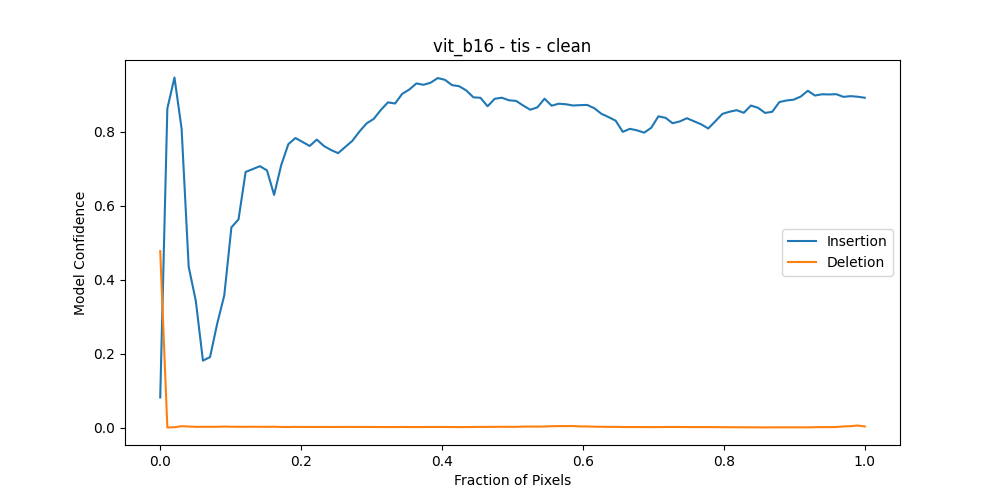 vit_b16 - tis - clean
Model Confidence
0.8
0.6
0.4
0.2
0.0
Insertion
Deletion
0.0 0.2 0.4 0.6 0.8 1.0
Fraction of Pixels